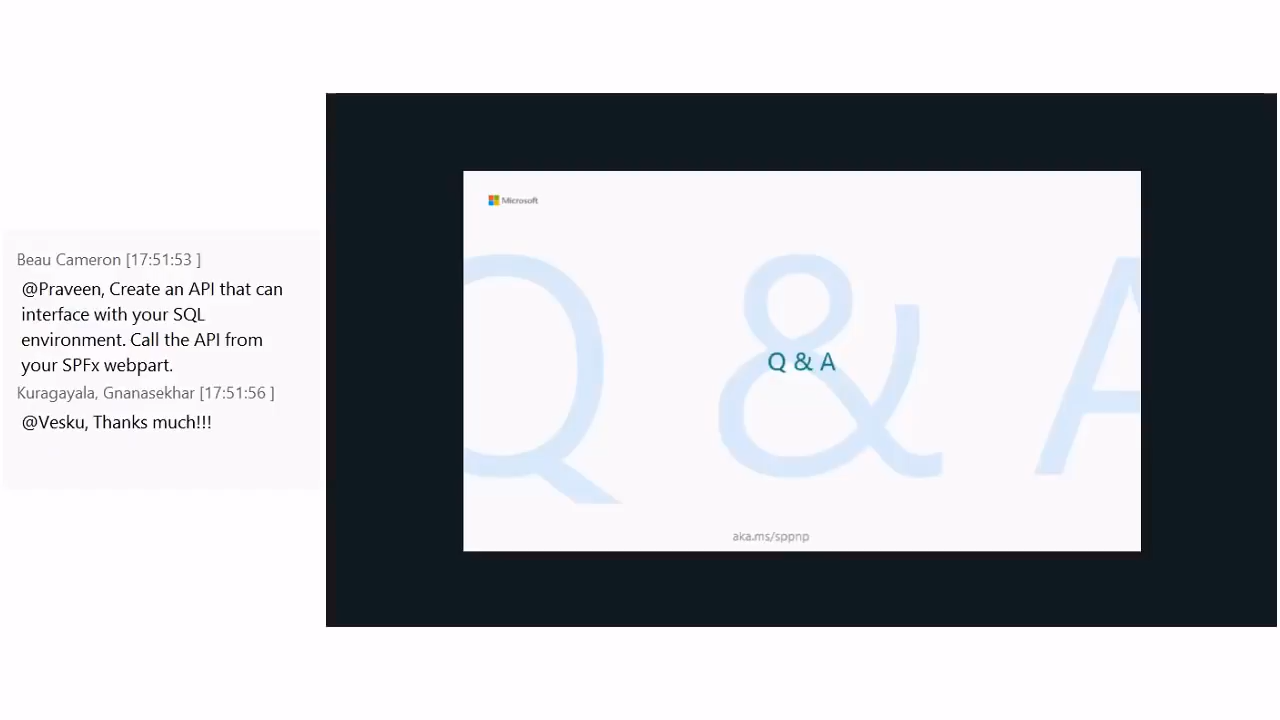 Beau Cameron [17:51:53 ]
@Praveen, Create an API that can
interface with your SQL
environment. Call the API from
your SPFx webpart.
Kuragayala, Gnanasekhar [17:51:56 ]
@Vesku, Thanks much!!!
Microsoft
Q & A
Q & A
aka.ms/sppnp